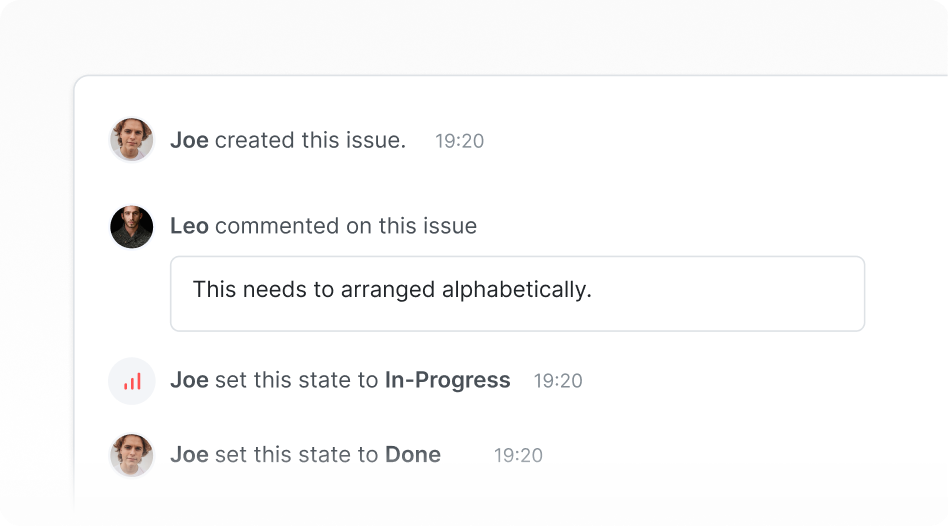 Joe created this issue. 19:20
Leo commented on this issue
This needs to arranged alphabetically.
Joe set this state to In-Progress 19:20
Joe set this state to Done 19:20